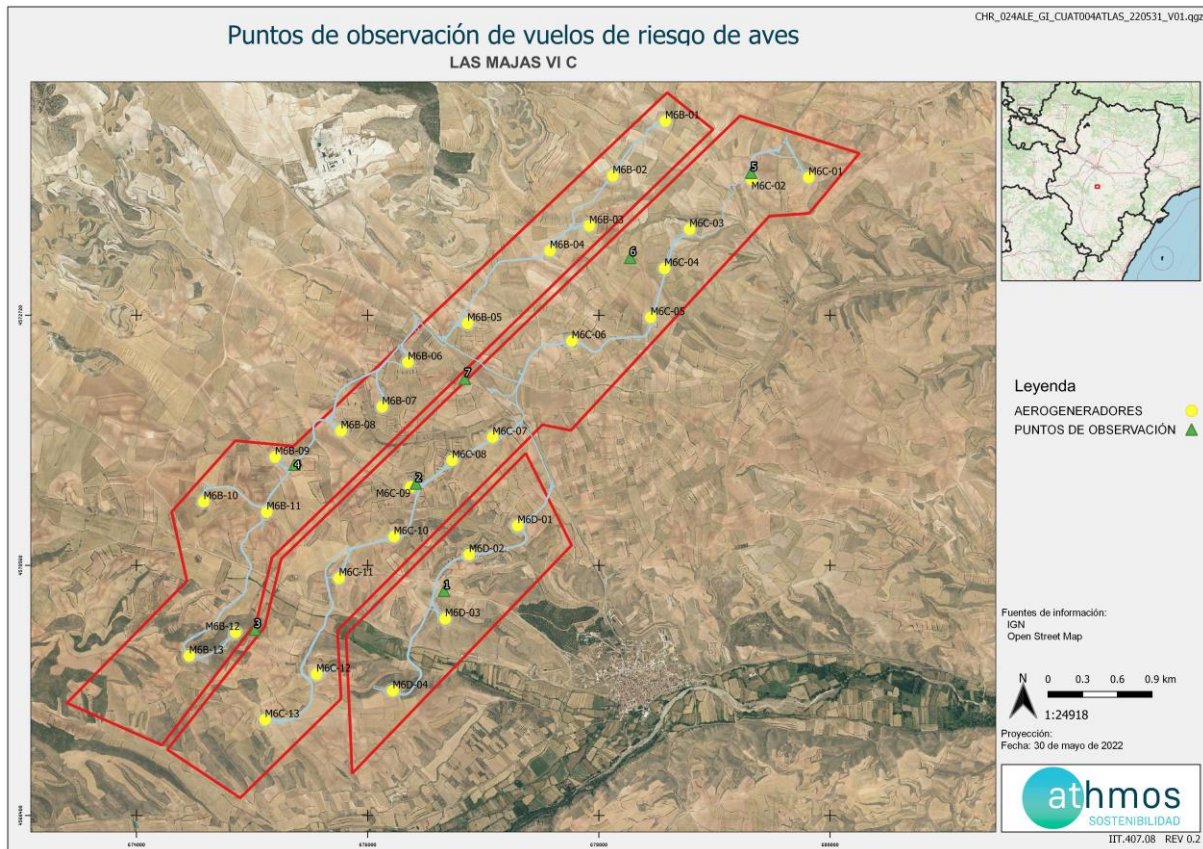 CHR_024ALE_GI_CUAT004ATLAS_220531_V01.qgz
Puntos de observación de vuelos de riesgo de aves
LAS MAJAS VI C
M6B-01
M6B-02
5
M6C-01
M6C-02
M6B-03
M6C-03
M6B-04
6
M6C-04
4572720
M6B-05
M6C-05
M6C-06
M6B-06
7
M6B-07
M6B-08
M6C-07
M6B-09
M6C-08
4
2
M6C-09
M6B-10
M6B-11
M6D-01
M6C-10
M6D-02
M6C-11
1
M6D-03
M6B-12
3
M6B-13
M6C-12
M6D-04
M6C-13
674000
676000
678000
680000
Leyenda
AEROGENERADORES
PUNTOS DE OBSERVACIÓN
Fuentes de información:
IGN
Open Street Map
N
0 0.3 0.6 0.9 km
1:24918
Proyección:
Fecha: 30 de mayo de 2022
athmos
SOSTENIBILIDAD
IIT.407.08 REV 0.2